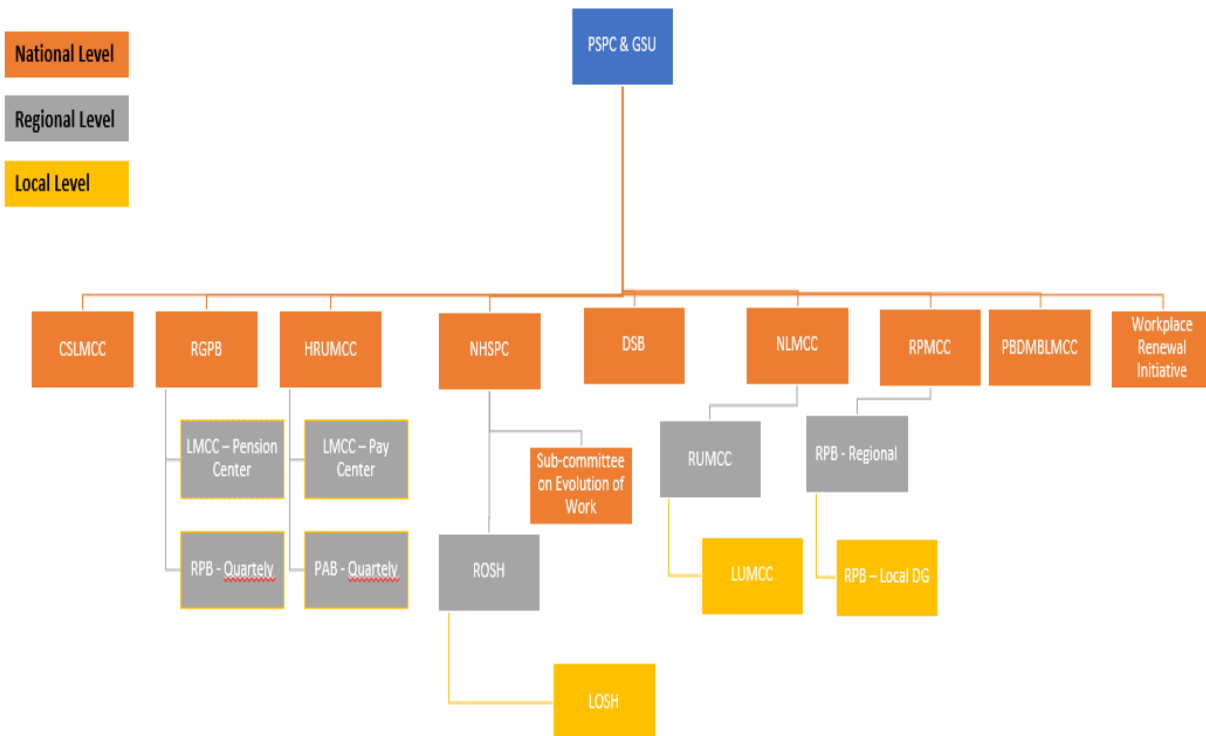 National Level
Regional Level
Local Level
PSPC & GSU
CSLMCC
RGPB
HRUMCC
NHSPC
DSB
NLMCC
RPMCC
PBDMBLMCC
Workplace
Renewal
Initiative
LMCC – Pension
Center
LMCC – Pay
Center
Sub-committee
on Evolution of
Work
RUMCC
RPB - Regional
RPB - Quartely
PAB - Quartely
ROSH
LUMCC
RPB – Local DG
LOSH